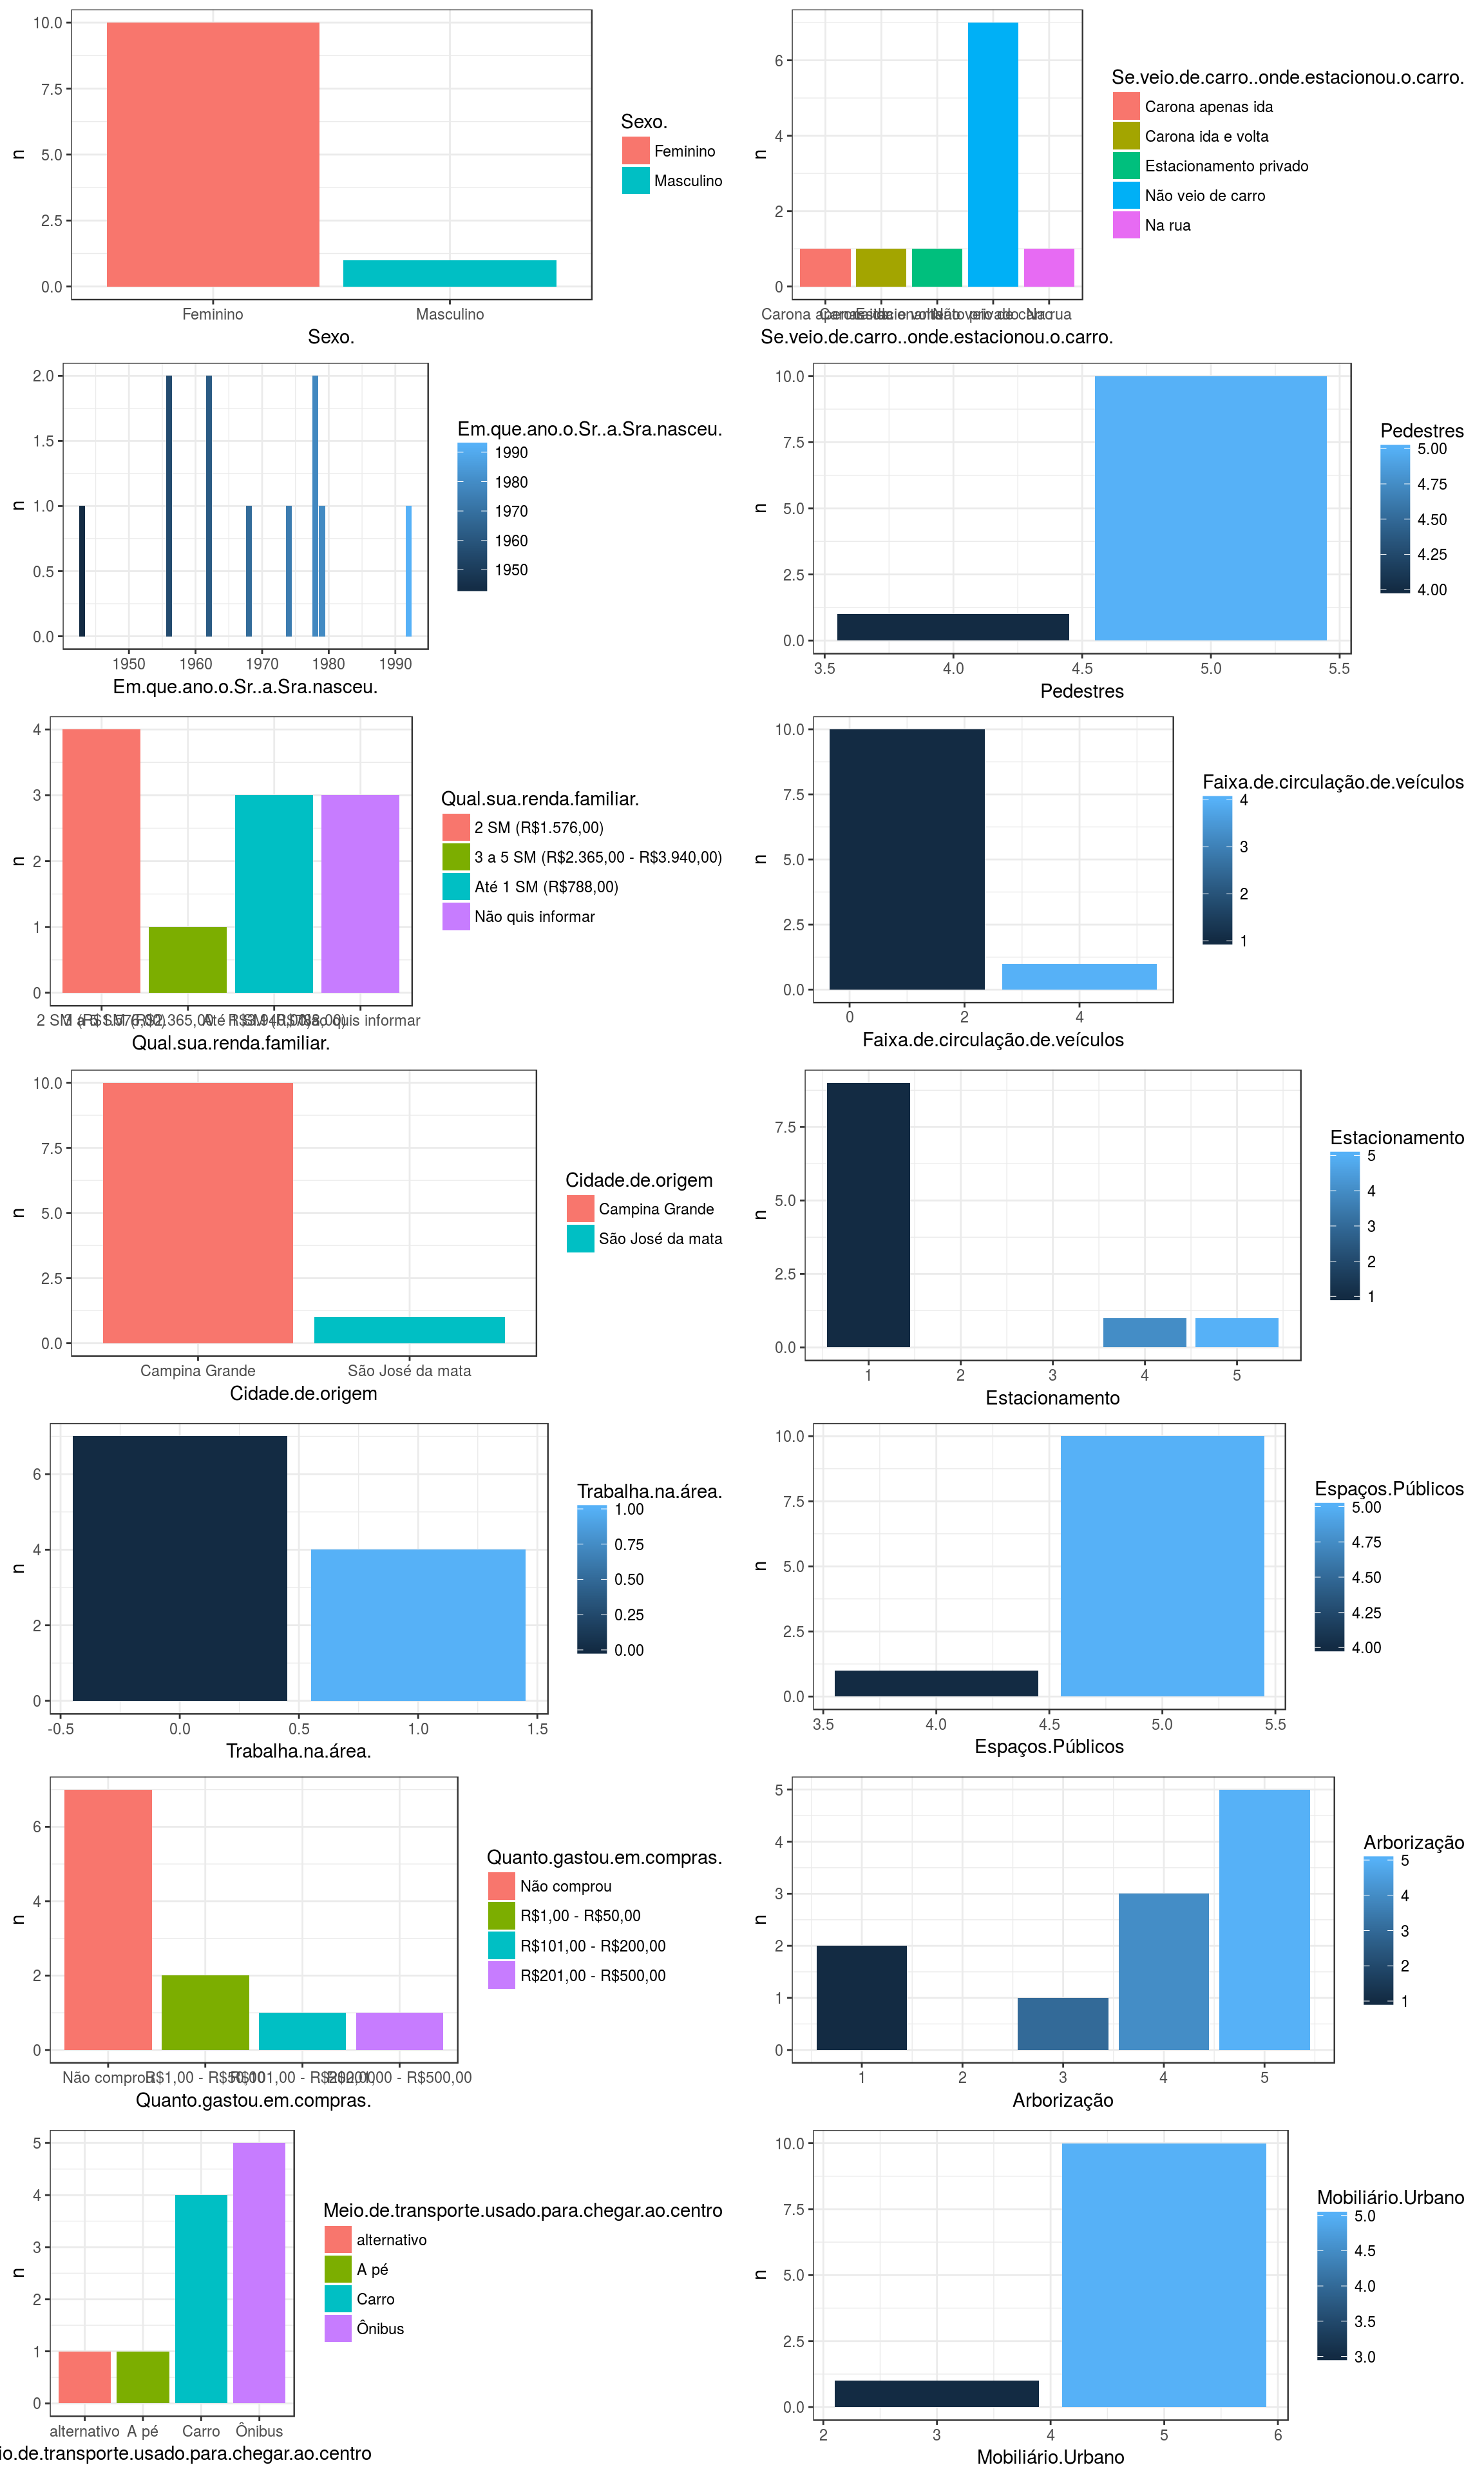 10.0
7.5
5.0
2.5
0.0
n
Feminino Masculino
Sexo.
Sexo.
Feminino
Masculino
6
4
2
0
n
Se.veio.de.carro..onde.estacionou.o.carro.
Se.veio.de.carro..onde.estacionou.o.carro.
Carona apenas ida
Carona ida e volta
Estacionamento privado
Não veio de carro
Na rua
2.0
1.5
1.0
0.5
0.0
n
1950 1960 1970 1980 1990
Em.que.ano.o.Sr..a.Sra.nasceu.
Em.que.ano.o.Sr..a.Sra.nasceu.
1990
1980
1970
1960
1950
10.0
7.5
5.0
2.5
0.0
n
3.5 4.0 4.5 5.0 5.5
Pedestres
Pedestres
5.00
4.75
4.50
4.25
4.00
4
3
2
1
0
n
Qual.sua.renda.familiar.
Qual.sua.renda.familiar.
2 SM (R$1.576,00)
3 a 5 SM (R$2.365,00 - R$3.940,00)
Até 1 SM (R$788,00)
Não quis informar
10.0
7.5
5.0
2.5
0.0
n
0 2 4
Faixa.de.circulação.de.veículos
Faixa.de.circulação.de.veículos
4
3
2
1
10.0
7.5
5.0
2.5
0.0
n
Campina Grande São José da mata
Cidade.de.origem
Cidade.de.origem
Campina Grande
São José da mata
7.5
5.0
2.5
0.0
n
1 2 3 4 5
Estacionamento
Estacionamento
5
4
3
2
1
6
4
2
0
n
-0.5 0.0 0.5 1.0 1.5
Trabalha.na.área.
Trabalha.na.área.
1.00
0.75
0.50
0.25
0.00
10.0
7.5
5.0
2.5
0.0
n
3.5 4.0 4.5 5.0 5.5
Espaços.Públicos
Espaços.Públicos
5.00
4.75
4.50
4.25
4.00
6
4
2
0
n
Quanto.gastou.em.compras.
Quanto.gastou.em.compras.
Não comprou
R$1,00 - R$50,00
R$101,00 - R$200,00
R$201,00 - R$500,00
5
4
3
2
1
0
n
1 2 3 4 5
Arborização
Arborização
5
4
3
2
1
5
4
3
2
1
0
n
alternativo A pé Carro Ônibus
io.de.transporte.usado.para.chegar.ao.centro
Meio.de.transporte.usado.para.chegar.ao.centro
alternativo
A pé
Carro
Ônibus
10.0
7.5
5.0
2.5
0.0
n
2 3 4 5 6
Mobiliário.Urbano
Mobiliário.Urbano
5.0
4.5
4.0
3.5
3.0